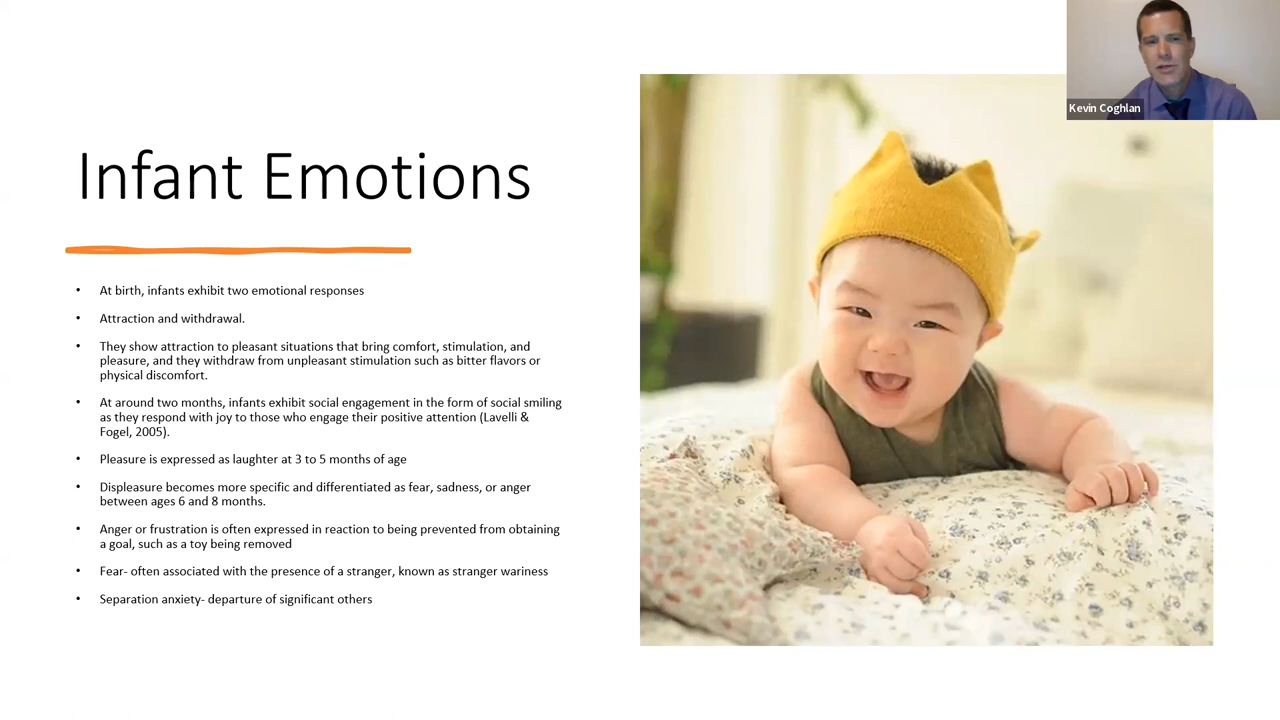 Kevin Coghlan
Infant Emotions
• At birth, infants exhibit two emotional responses
• Attraction and withdrawal.
• They show attraction to pleasant situations that bring comfort, stimulation, and
pleasure, and they withdraw from unpleasant stimulation such as bitter flavors or
physical discomfort.
• At around two months, infants exhibit social engagement in the form of social smiling
as they respond with joy to those who engage their positive attention (Lavelli &
Fogel, 2005).
• Pleasure is expressed as laughter at 3 to 5 months of age
• Displeasure becomes more specific and differentiated as fear, sadness, or anger
between ages 6 and 8 months.
• Anger or frustration is often expressed in reaction to being prevented from obtaining
a goal, such as a toy being removed
• Fear- often associated with the presence of a stranger, known as stranger wariness
• Separation anxiety- departure of significant others